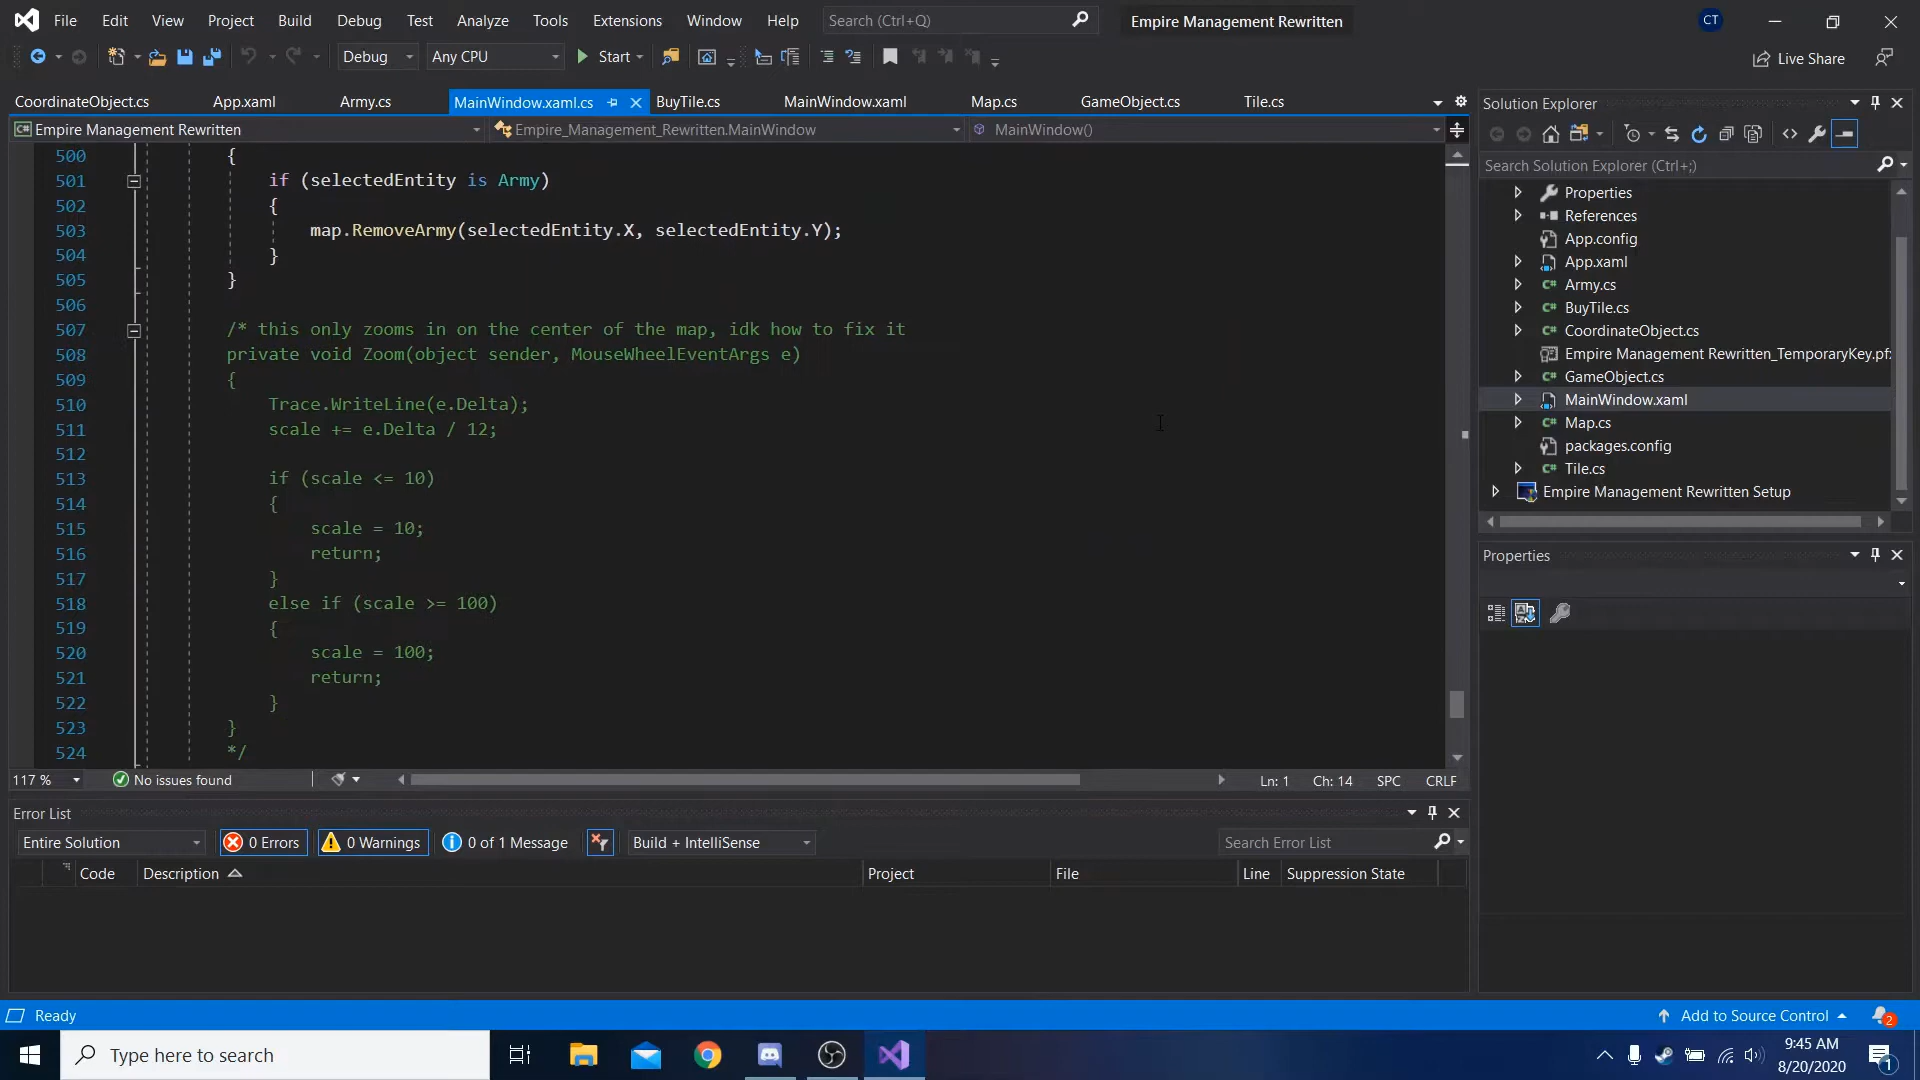 File Edit View Project Build Debug Test Analyze Tools Extensions Window Help Search (Ctrl+Q) Empire Management Rewritten CT
Debug Any CPU Start Live Share
CoordinateObject.cs App.xaml Army.cs MainWindow.xaml.cs BuyTile.cs MainWindow.xaml Map.cs GameObject.cs Tile.cs
Empire Management Rewritten Empire_Management_Rewritten.MainWindow MainWindow()
500 {
501 if (selectedEntity is Army)
502 {
503 map.RemoveArmy(selectedEntity.X, selectedEntity.Y);
504 }
505 }
506
507 /* this only zooms in on the center of the map, idk how to fix it
508 private void Zoom(object sender, MouseWheelEventArgs e)
509 {
510 Trace.WriteLine(e.Delta);
511 scale += e.Delta / 12;
512
513 if (scale <= 10)
514 {
515 scale = 10;
516 return;
517 }
518 else if (scale >= 100)
519 {
520 scale = 100;
521 return;
522 }
523 }
524 */
117 % No issues found Ln: 1 Ch: 14 SPC CRLF
Solution Explorer
Search Solution Explorer (Ctrl+;)
Properties
References
App.config
App.xaml
Army.cs
BuyTile.cs
CoordinateObject.cs
Empire Management Rewritten_TemporaryKey.pf
GameObject.cs
MainWindow.xaml
Map.cs
packages.config
Tile.cs
Empire Management Rewritten Setup
Properties
Error List
Entire Solution 0 Errors 0 Warnings 0 of 1 Message Build + IntelliSense Search Error List
Code Description Project File Line Suppression State
Ready Add to Source Control 2
Type here to search 9:45 AM
8/20/2020 1